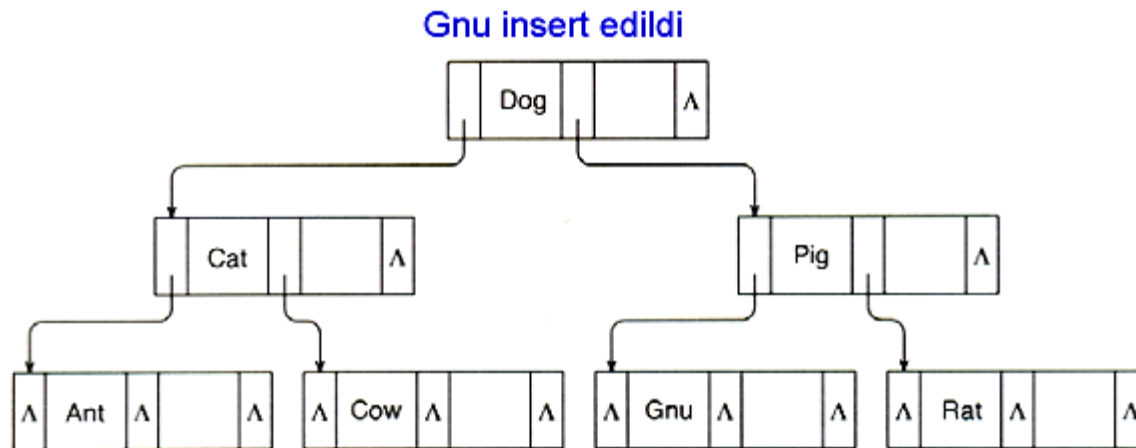 Gnu insert edildi
Dog Λ
Cat Λ
Pig Λ
Λ Ant Λ Λ
Λ Cow Λ Λ
Λ Gnu Λ Λ
Λ Rat Λ Λ